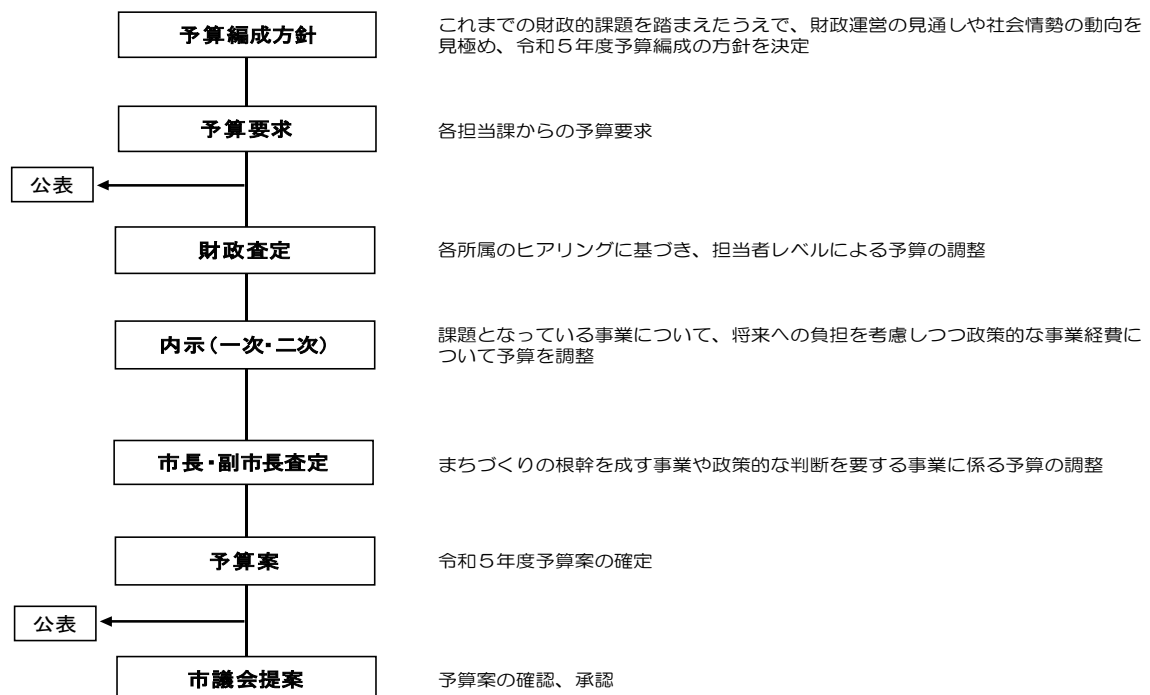 予算編成方針
これまでの財政的課題を踏まえたうえで、財政運営の見通しや社会情勢の動向を
見極め、令和５年度予算編成の方針を決定
予算要求
各担当課からの予算要求
公表
財政査定
各所属のヒアリングに基づき、担当者レベルによる予算の調整
内示(一次･二次)
課題となっている事業について、将来への負担を考慮しつつ政策的な事業経費に
ついて予算を調整
市長･副市長査定
まちづくりの根幹を成す事業や政策的な判断を要する事業に係る予算の調整
予算案
令和５年度予算案の確定
公表
市議会提案
予算案の確認、承認